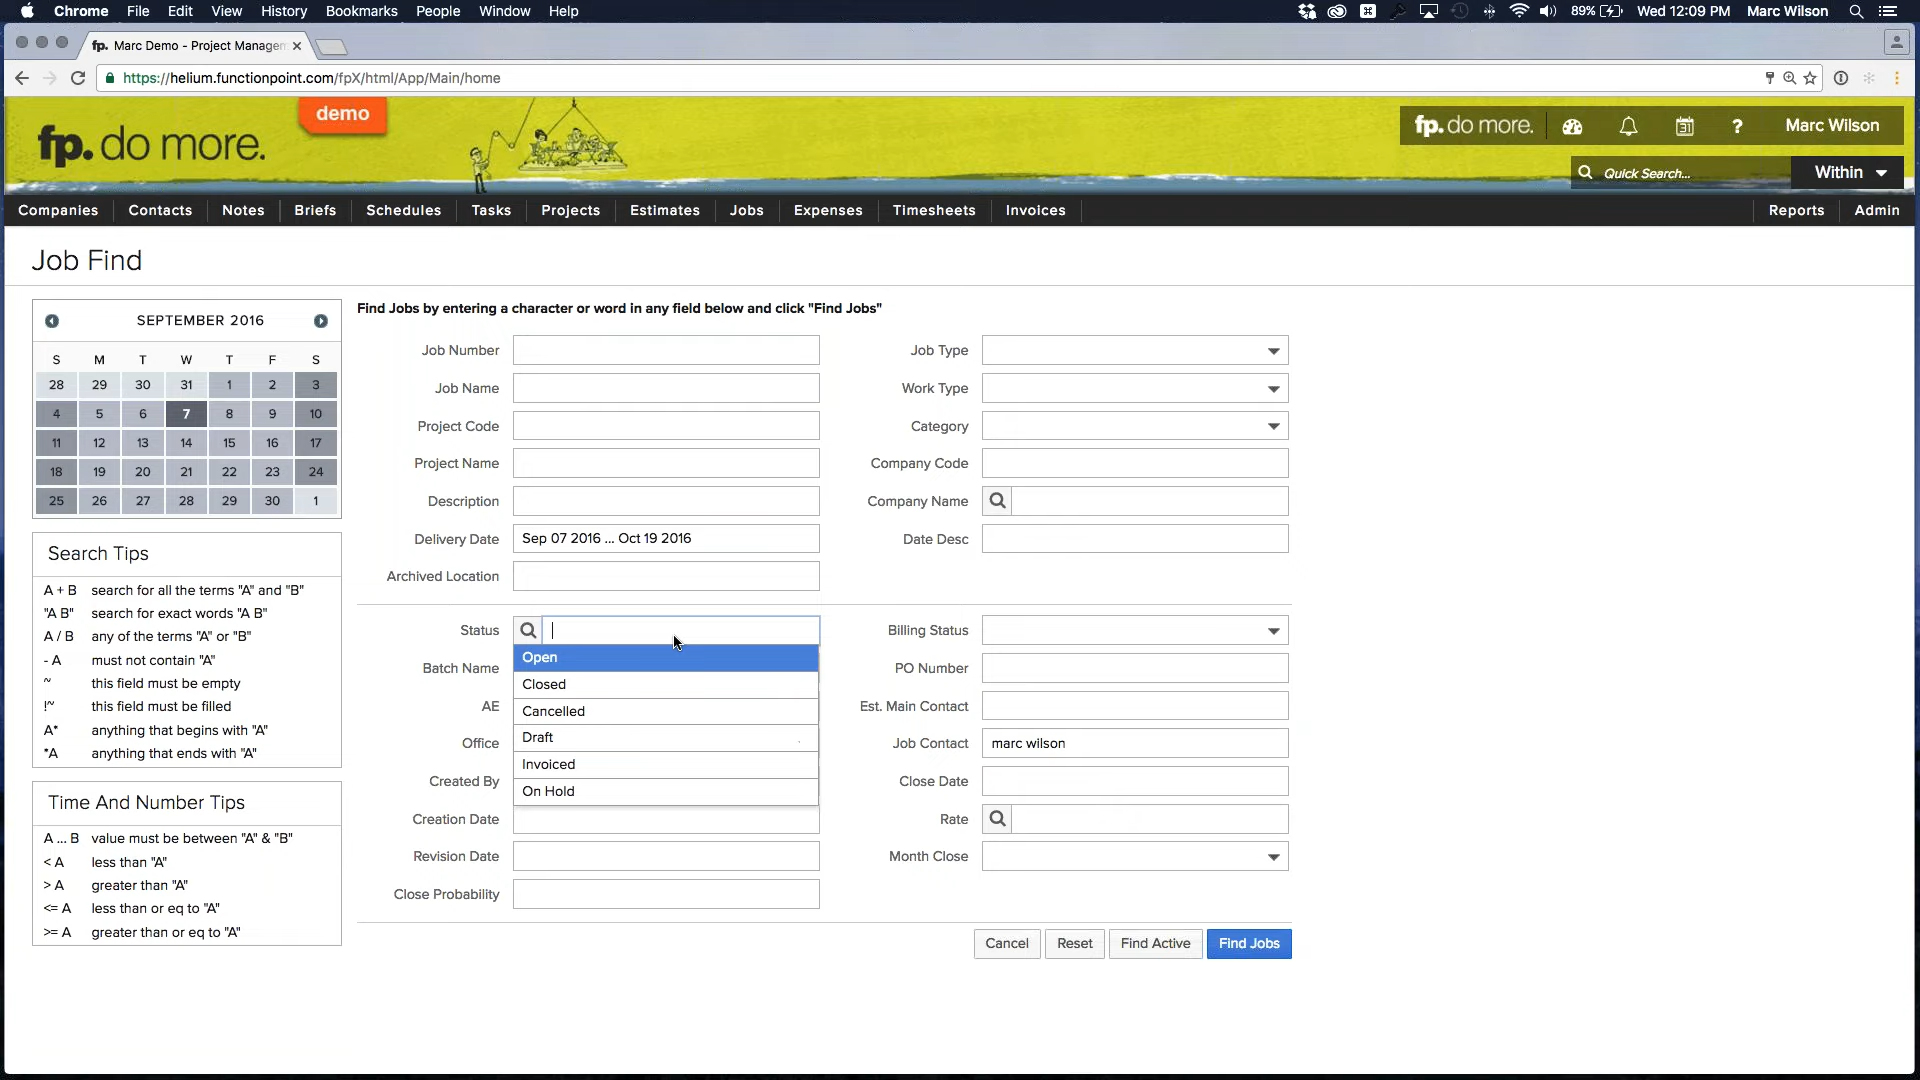 Chrome File Edit View History Bookmarks People Window Help 89% Wed 12:09 PM Marc Wilson
fp. Marc Demo - Project Managem
https://helium.functionpoint.com/fpX/html/App/Main/home
demo
fp. do more.
fp. do more. 31 ? Marc Wilson
Quick Search... Within
Companies Contacts Notes Briefs Schedules Tasks Projects Estimates Jobs Expenses Timesheets Invoices Reports Admin
Job Find
SEPTEMBER 2016
S M T W T F S
28 29 30 31 1 2 3
4 5 6 7 8 9 10
11 12 13 14 15 16 17
18 19 20 21 22 23 24
25 26 27 28 29 30 1
Search Tips
A + B search for all the terms "A" and "B"
"A B" search for exact words "A B"
A / B any of the terms "A" or "B"
- A must not contain "A"
~ this field must be empty
!~ this field must be filled
A* anything that begins with "A"
*A anything that ends with "A"
Time And Number Tips
A ... B value must be between "A" & "B"
< A less than "A"
> A greater than "A"
<= A less than or eq to "A"
>= A greater than or eq to "A"
Find Jobs by entering a character or word in any field below and click "Find Jobs"
Job Number Job Type
Job Name Work Type
Project Code Category
Project Name Company Code
Description Company Name
Delivery Date Sep 07 2016 ... Oct 19 2016 Date Desc
Archived Location
Status Billing Status
Open
Batch Name PO Number
Closed
AE Cancelled Est. Main Contact
Office Draft Job Contact marc wilson
Invoiced
Created By Close Date
On Hold
Creation Date Rate
Revision Date Month Close
Close Probability
Cancel Reset Find Active Find Jobs